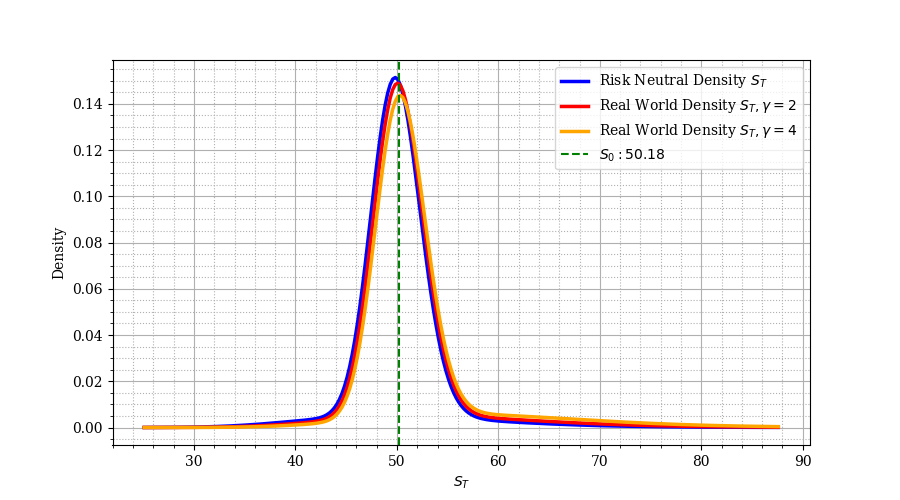 Risk Neutral Density S_T
Real World Density S_T, γ = 2
Real World Density S_T, γ = 4
S_0 : 50.18
Density
0.14
0.12
0.10
0.08
0.06
0.04
0.02
0.00
30 40 50 60 70 80 90
S_T